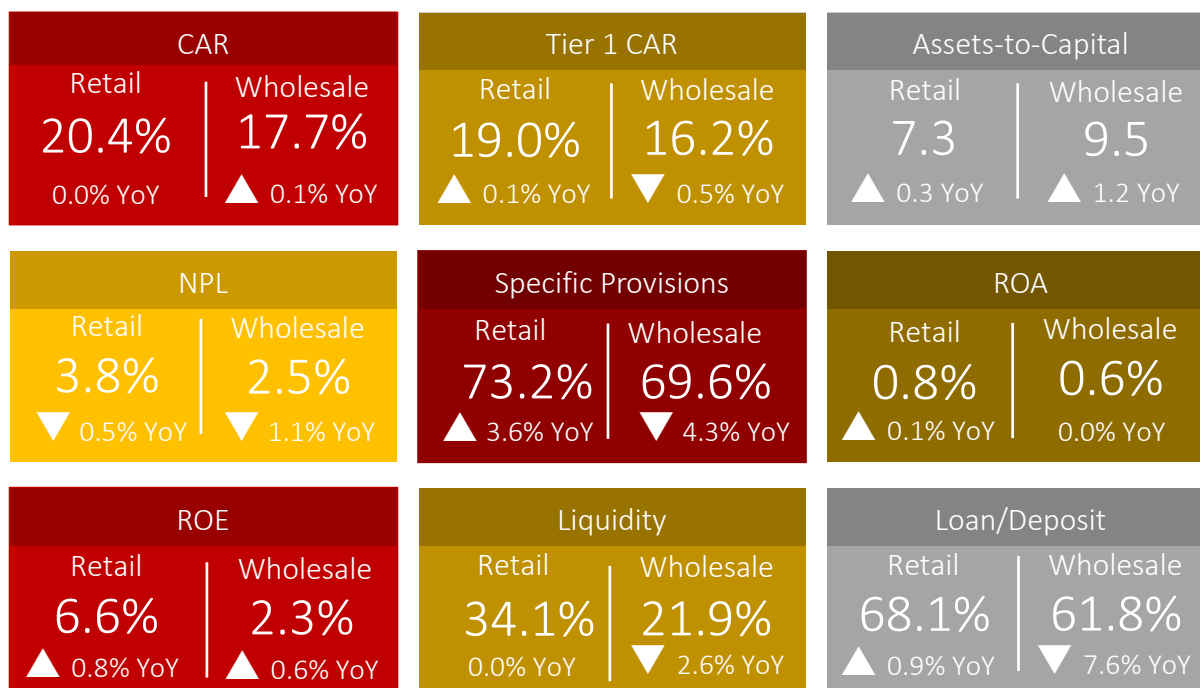 CAR
Retail
Wholesale
20.4%
17.7%
0.0% YoY
▲ 0.1% YoY
Tier 1 CAR
Retail
Wholesale
19.0%
16.2%
▲ 0.1% YoY
▼ 0.5% YoY
Assets-to-Capital
Retail
Wholesale
7.3
9.5
▲ 0.3 YoY
▲ 1.2 YoY
NPL
Retail
Wholesale
3.8%
2.5%
▼ 0.5% YoY
▼ 1.1% YoY
Specific Provisions
Retail
Wholesale
73.2%
69.6%
▲ 3.6% YoY
▼ 4.3% YoY
ROA
Retail
Wholesale
0.8%
0.6%
▲ 0.1% YoY
0.0% YoY
ROE
Retail
Wholesale
6.6%
2.3%
▲ 0.8% YoY
▲ 0.6% YoY
Liquidity
Retail
Wholesale
34.1%
21.9%
0.0% YoY
▼ 2.6% YoY
Loan/Deposit
Retail
Wholesale
68.1%
61.8%
▲ 0.9% YoY
▼ 7.6% YoY